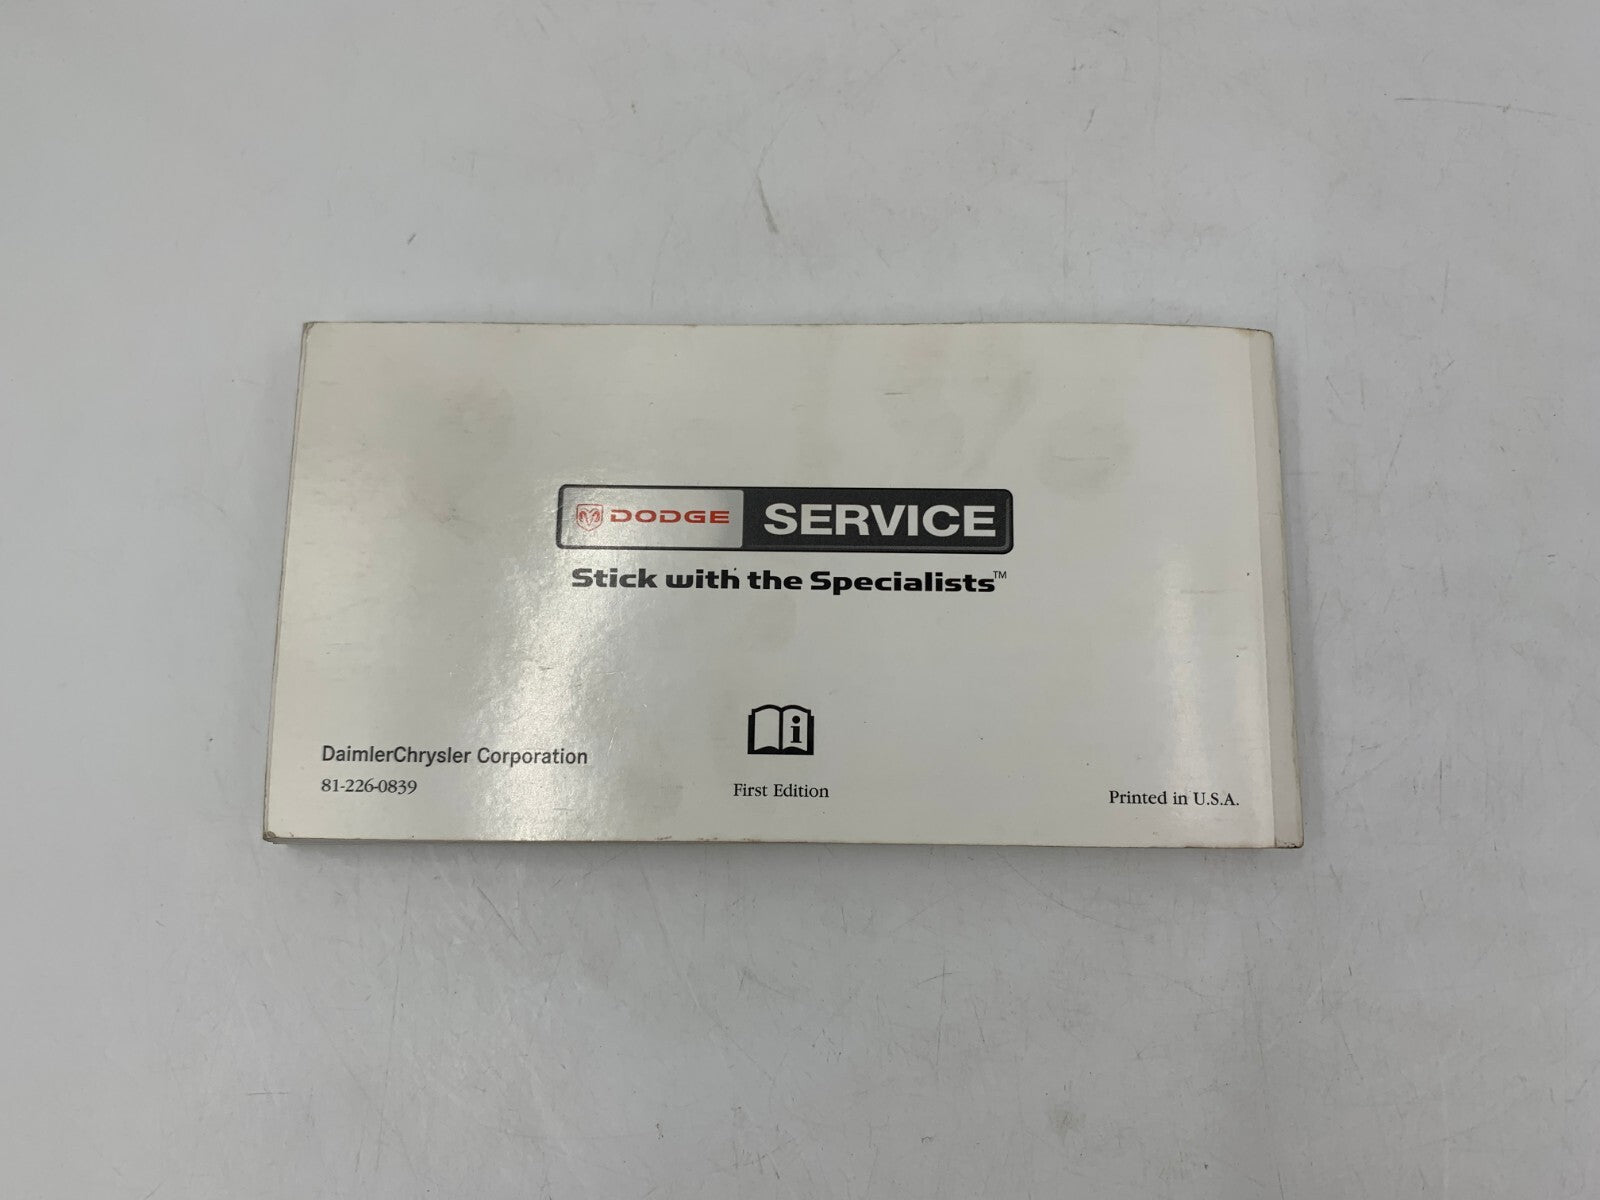 DODGE SERVICE
Stick with the Specialists™
i
DaimlerChrysler Corporation
81-226-0839
First Edition
Printed in U.S.A.